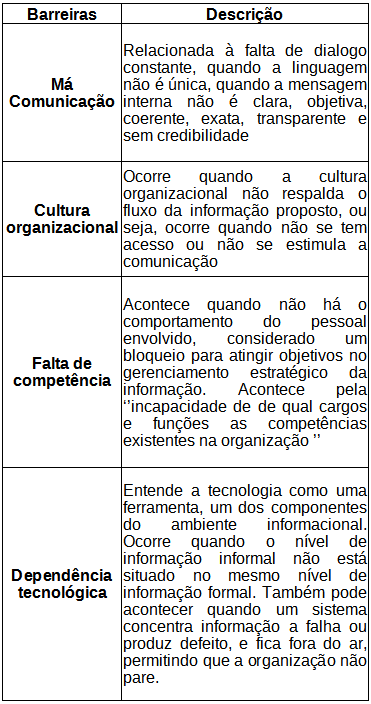 Barreiras Descrição
Má
Comunicação
Relacionada à falta de dialogo
constante, quando a linguagem
não é única, quando a mensagem
interna não é clara, objetiva,
coerente, exata, transparente e
sem credibilidade
Cultura
organizacional
Ocorre quando a cultura
organizacional não respalda o
fluxo da informação proposto, ou
seja, ocorre quando não se tem
acesso ou não se estimula a
comunicação
Falta de
competência
Acontece quando não há o
comportamento do pessoal
envolvido, considerado um
bloqueio para atingir objetivos no
gerenciamento estratégico da
informação. Acontece pela
‘’incapacidade de de qual cargos
e funções as competências
existentes na organização ’’
Dependência
tecnológica
Entende a tecnologia como uma
ferramenta, um dos componentes
do ambiente informacional.
Ocorre quando o nível de
informação informal não está
situado no mesmo nível de
informação formal. Também pode
acontecer quando um sistema
concentra informação a falha ou
produz defeito, e fica fora do ar,
permitindo que a organização não
pare.